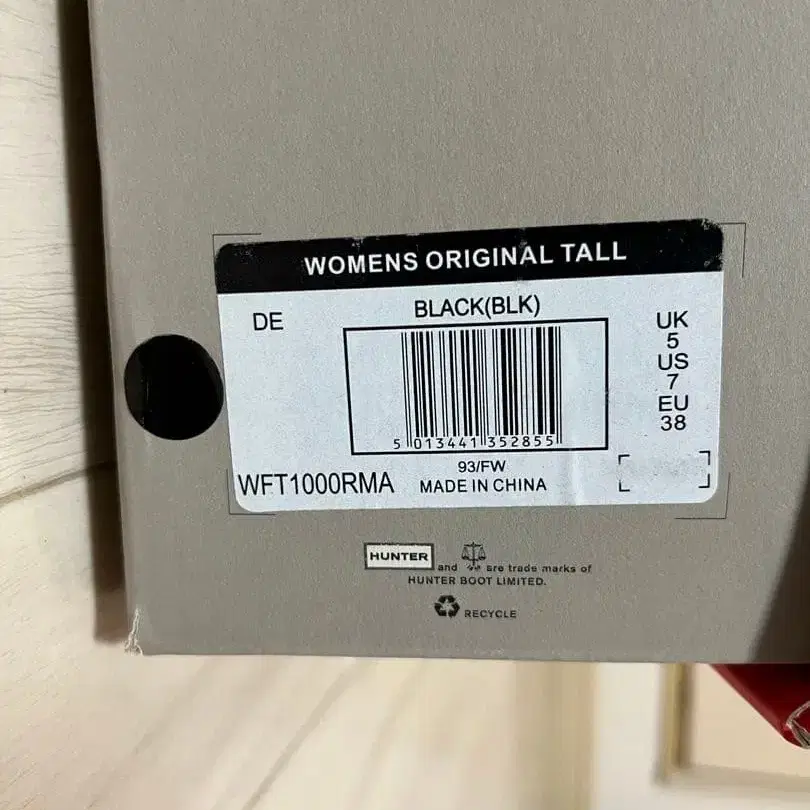 WOMENS ORIGINAL TALL
DE
BLACK(BLK)
UK
5
US
7
EU
38
5 013441 352855
93/FW
WFT1000RMA
MADE IN CHINA
HUNTER and are trade marks of
HUNTER BOOT LIMITED.
RECYCLE